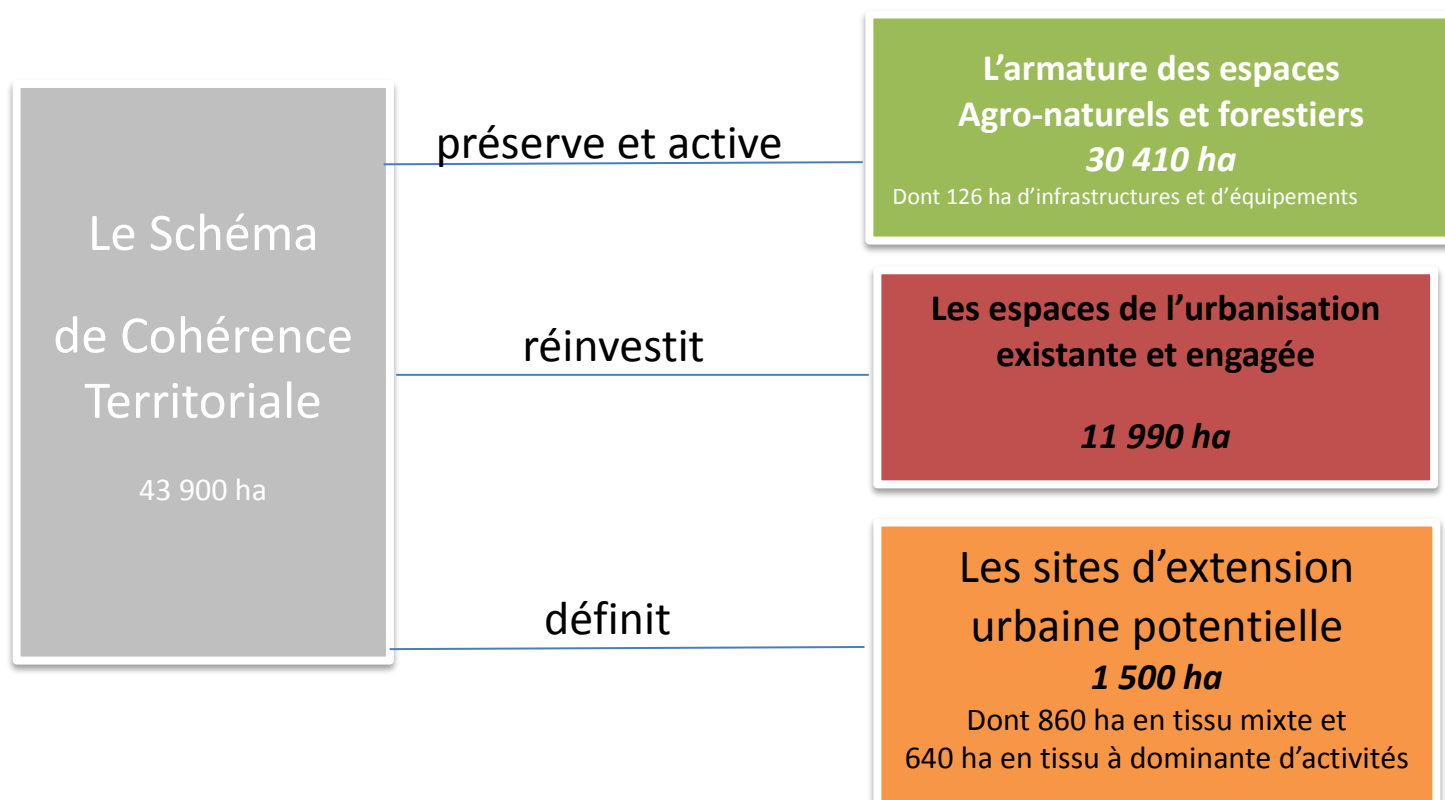 Le Schéma
de Cohérence
Territoriale
43 900 ha
préserve et active
L’armature des espaces
Agro-naturels et forestiers
30 410 ha
Dont 126 ha d’infrastructures et d’équipements
réinvestit
Les espaces de l’urbanisation
existante et engagée
11 990 ha
définit
Les sites d’extension
urbaine potentielle
1 500 ha
Dont 860 ha en tissu mixte et
640 ha en tissu à dominante d’activités